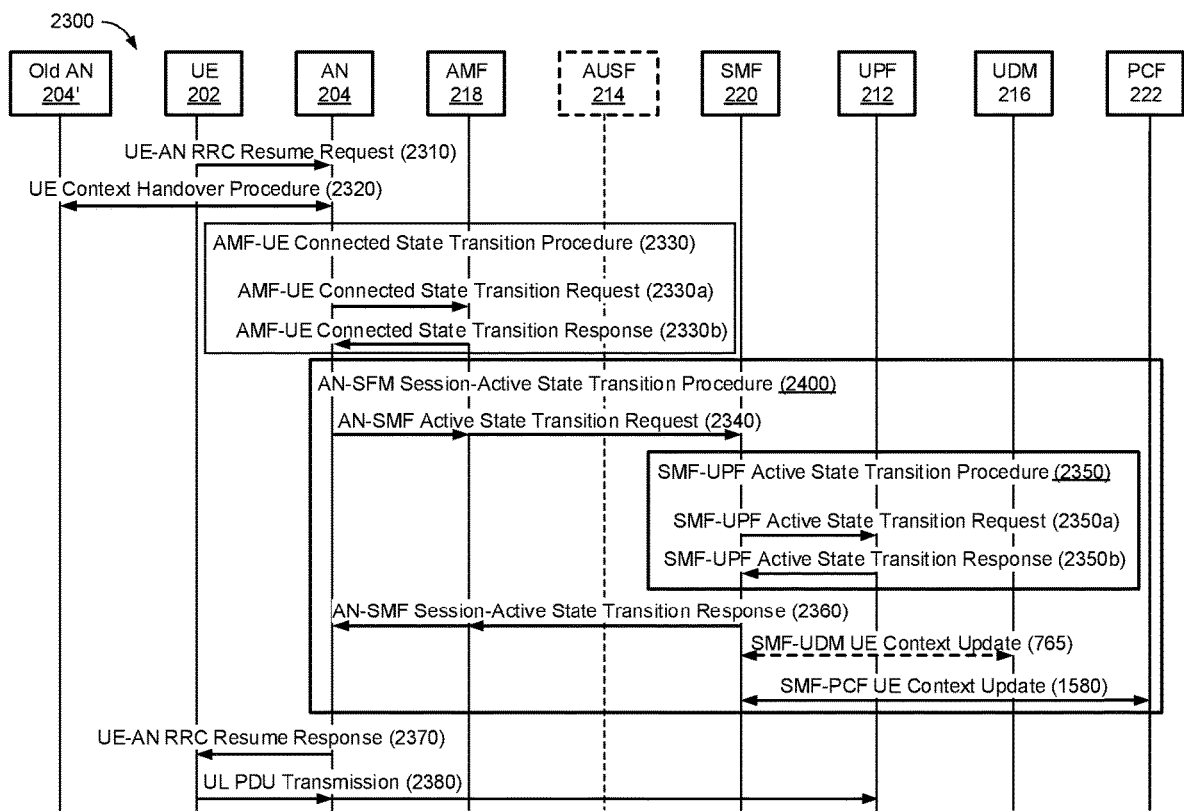 2300
Old AN
204'
UE
202
AN
204
AMF
218
AUSF
214
SMF
220
UPF
212
UDM
216
PCF
222
UE-AN RRC Resume Request (2310)
UE Context Handover Procedure (2320)
AMF-UE Connected State Transition Procedure (2330)
AMF-UE Connected State Transition Request (2330a)
AMF-UE Connected State Transition Response (2330b)
AN-SFM Session-Active State Transition Procedure (2400)
AN-SMF Active State Transition Request (2340)
SMF-UPF Active State Transition Procedure (2350)
SMF-UPF Active State Transition Request (2350a)
SMF-UPF Active State Transition Response (2350b)
AN-SMF Session-Active State Transition Response (2360)
SMF-UDM UE Context Update (765)
SMF-PCF UE Context Update (1580)
UE-AN RRC Resume Response (2370)
UL PDU Transmission (2380)